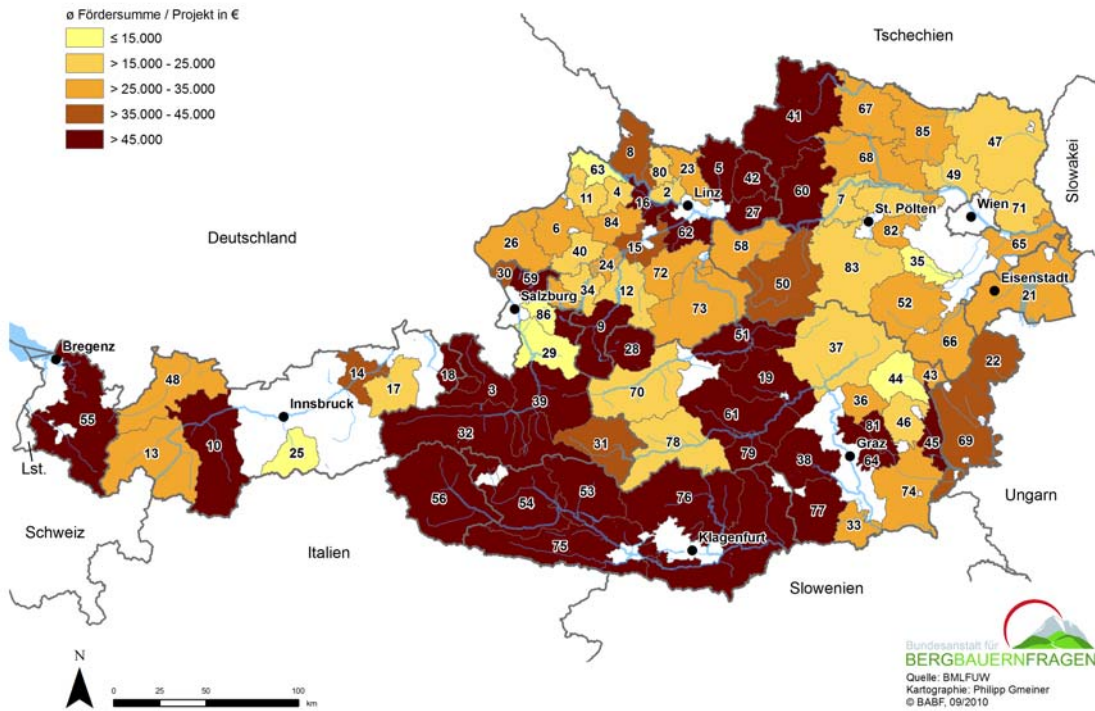 ø Fördersumme / Projekt in €
≤ 15.000
> 15.000 - 25.000
> 25.000 - 35.000
> 35.000 - 45.000
> 45.000
Tschechien
Slowakei
Deutschland
Ungarn
Slowenien
Italien
Schweiz
Lst.
Bregenz
Innsbruck
Salzburg
Linz
St. Pölten
Wien
Eisenstadt
Graz
Klagenfurt
41 67 85 47
8 63 80 23 5 42 68 49
11 4 2 16 60 7 71
27 62 82 65
26 6 84 15 58 35
40 24 72 83 21
30 59 34 12 73 50 52
86 9 66
29 28 51 37 22
48 14 17 18 3 39 70 19 44 43
55 36 46
13 10 25 32 31 61 81 45 69
78 79 38 64
56 54 53 76 77 74
75 33
N
0 25 50 100
km
Bundesanstalt für
BERGBAUERNFRAGEN
Quelle: BMLFUW
Kartographie: Philipp Gmeiner
© BABF, 09/2010